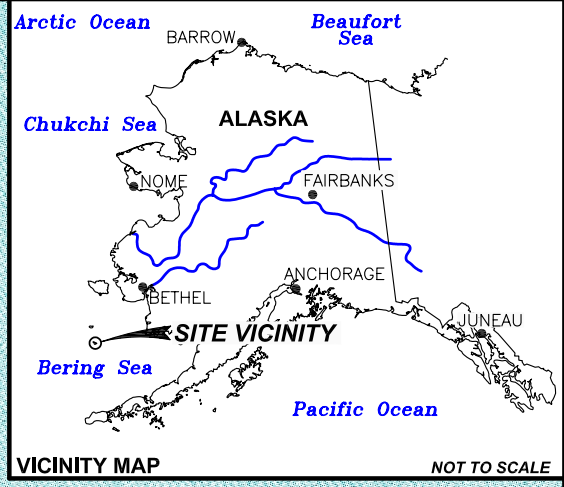 Arctic Ocean
Beaufort
Sea
BARROW
Chukchi Sea
ALASKA
NOME
FAIRBANKS
ANCHORAGE
BETHEL
SITE VICINITY
JUNEAU
Bering Sea
Pacific Ocean
VICINITY MAP
NOT TO SCALE